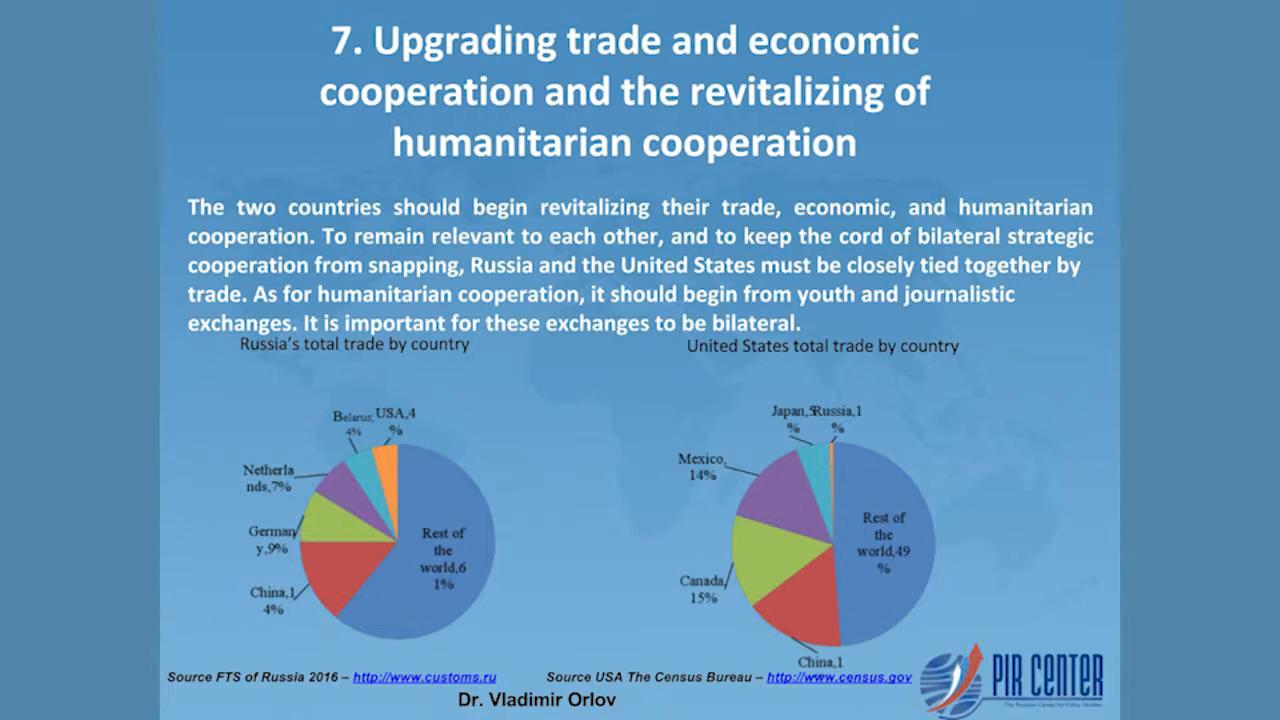 7. Upgrading trade and economic
cooperation and the revitalizing of
humanitarian cooperation
The two countries should begin revitalizing their trade, economic, and humanitarian
cooperation. To remain relevant to each other, and to keep the cord of bilateral strategic
cooperation from snapping, Russia and the United States must be closely tied together by
trade. As for humanitarian cooperation, it should begin from youth and journalistic
exchanges. It is important for these exchanges to be bilateral.
Russia's total trade by country
Belarus,
4%
USA,4
%
Netherla
nds,7%
German
y,9%
China,1
4%
Rest of
the
world,6
1%
United States total trade by country
Japan,5
%
Russia,1
%
Mexico,
14%
Canada,
15%
China,1
Rest of
the
world,49
%
Source FTS of Russia 2016 – http://www.customs.ru
Source USA The Census Bureau – http://www.census.gov
Dr. Vladimir Orlov
PIR CENTER
The Russian Center for Policy Studies